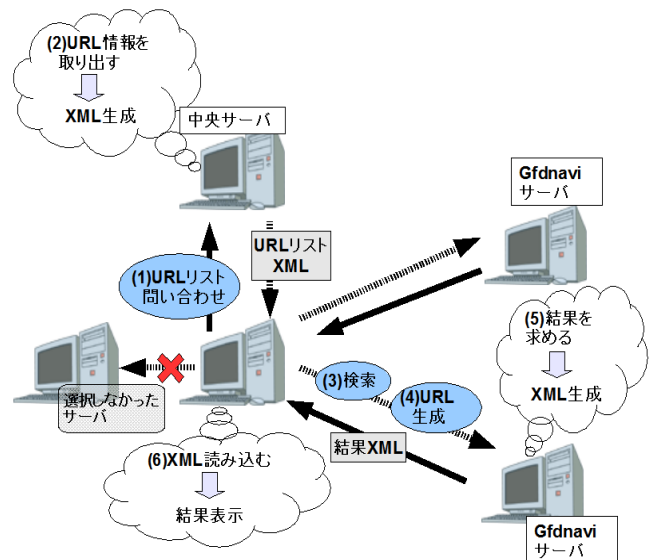 (2)URL情報を
取り出す
XML生成
中央サーバ
Gfdnavi
サーバ
URLリスト
XML
(1)URLリスト
問い合わせ
(5)結果を
求める
XML生成
選択しなかった
サーバ
(3)検索
(4)URL
生成
結果XML
(6)XML読み込む
結果表示
Gfdnavi
サーバ